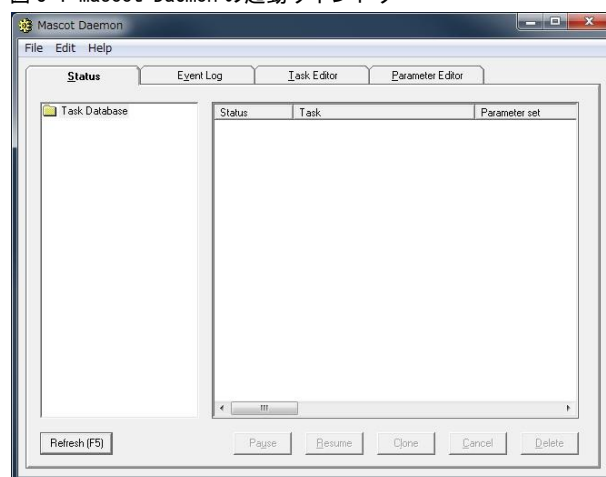 Mascot Daemon
File Edit Help
Status Event Log Task Editor Parameter Editor
Task Database
Status Task Parameter set
Refresh (F5) Pause Resume Clone Cancel Delete